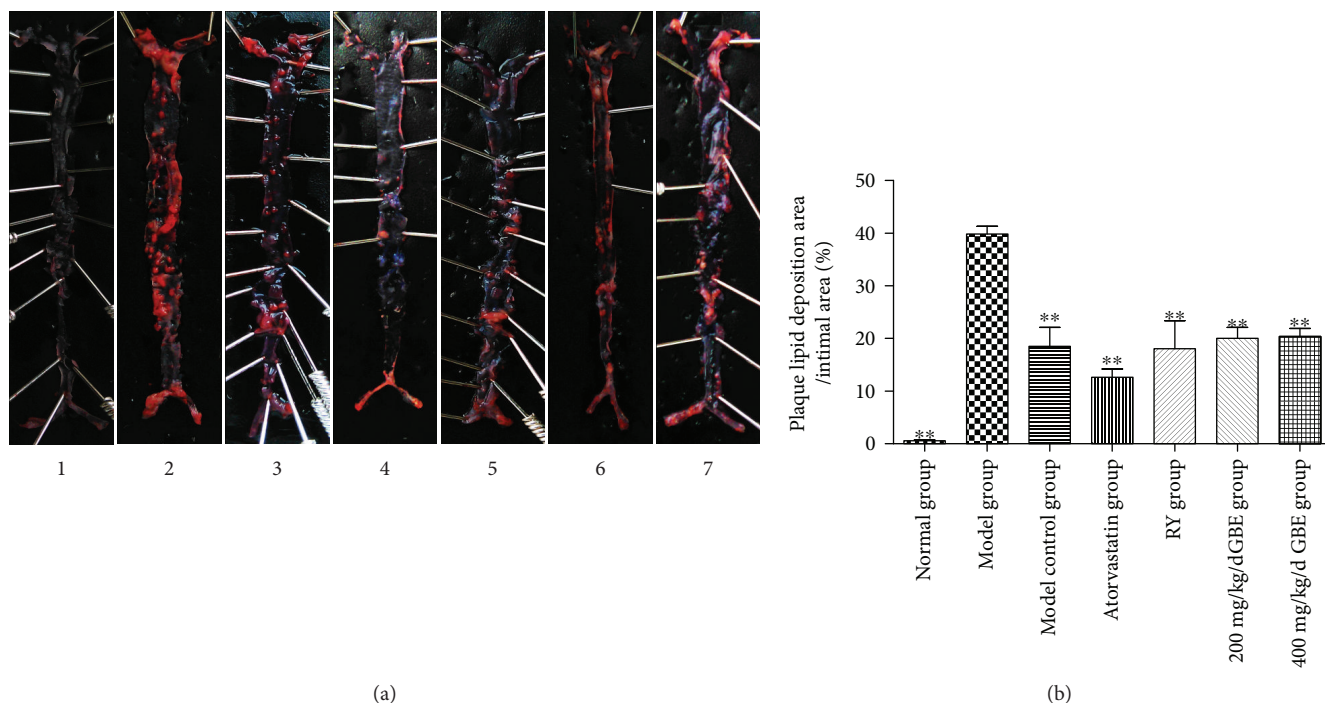 1 2 3 4 5 6 7
(a)
Plaque lipid deposition area
/intimal area (%)
50
40
30
20
10
0
**
**
**
**
**
**
Normal group
Model group
Model control group
Atorvastatin group
RY group
200 mg/kg/dGBE group
400 mg/kg/d GBE group
(b)